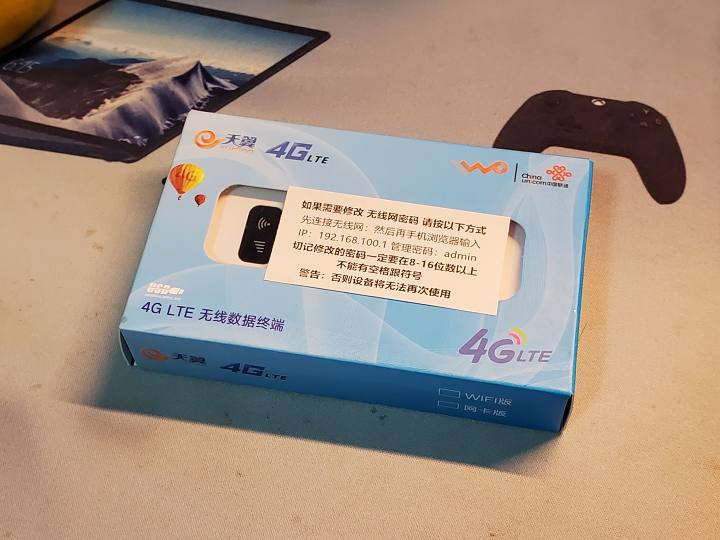 天翼 4G LTE
wo China unicom中国联通
4G
如果需要修改 无线网密码 请按以下方式
先连接无线网：然后再手机浏览器输入
IP：192.168.100.1 管理密码：admin
切记修改的密码一定要在8-16位数以上
不能有空格跟符号
警告：否则设备将无法再次使用
4G LTE 无线数据终端
4G LTE
天翼 4G LTE
WIFI版
网卡版